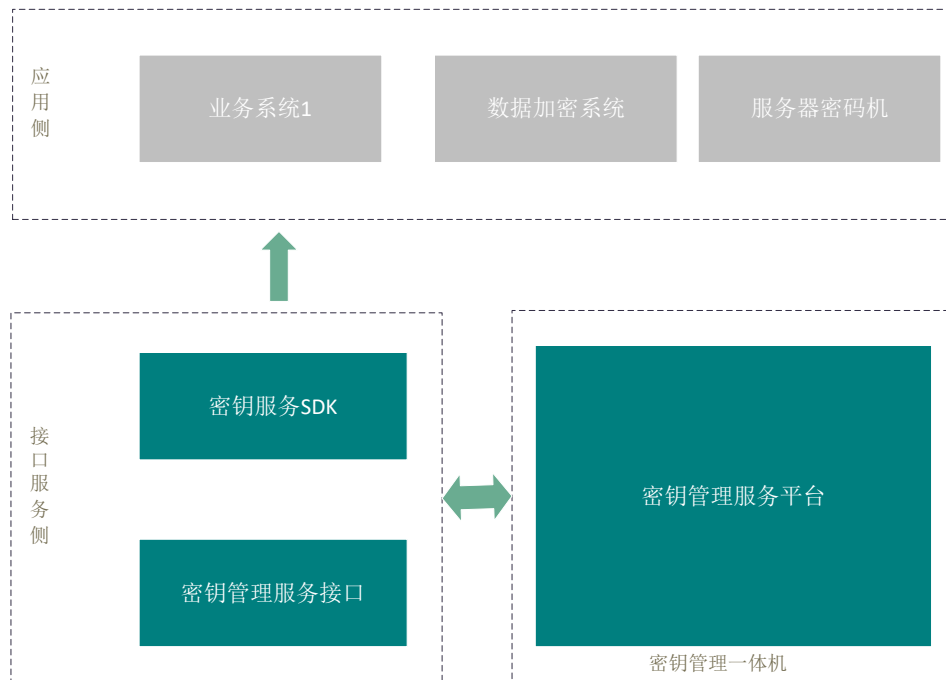 应用侧
业务系统1
数据加密系统
服务器密码机
接口服务侧
密钥服务SDK
密钥管理服务接口
密钥管理服务平台
密钥管理一体机